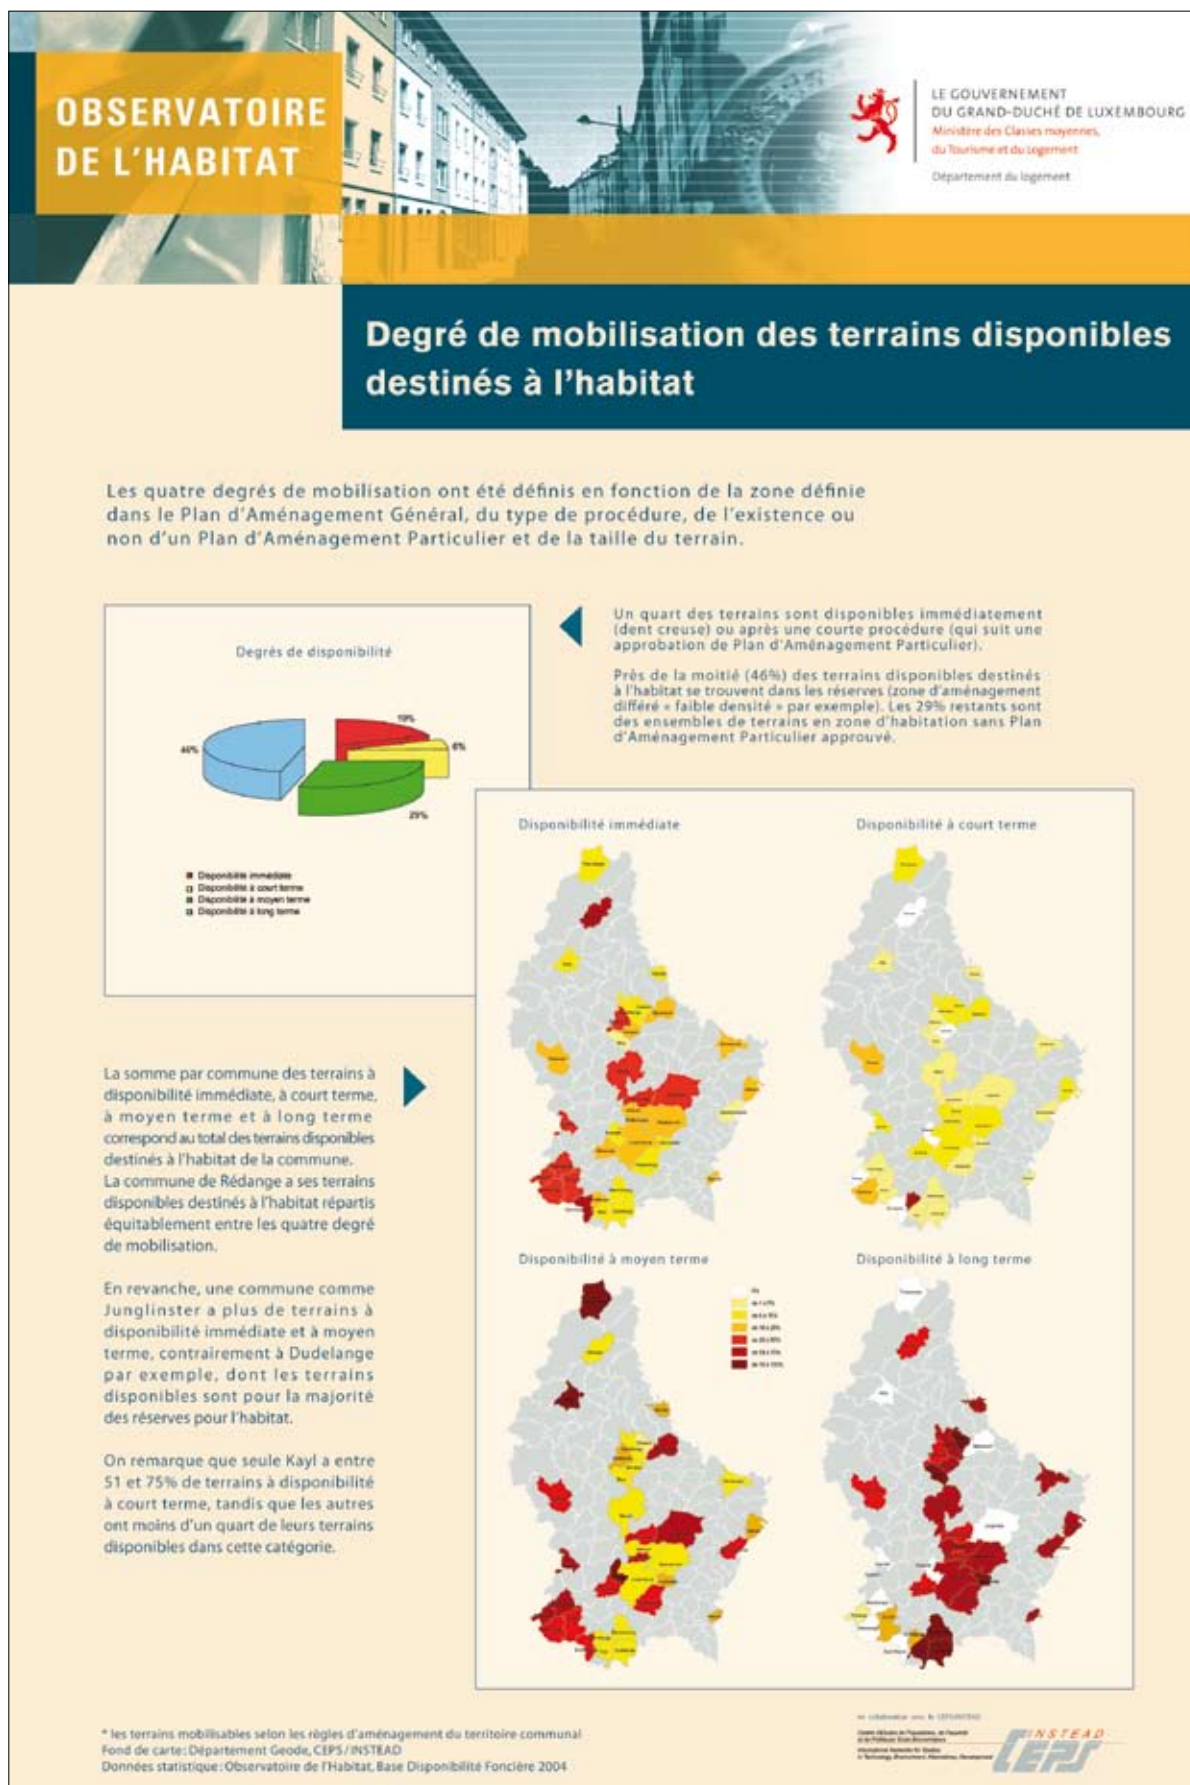 OBSERVATOIRE
DE L'HABITAT
LE GOUVERNEMENT
DU GRAND-DUCHÉ DE LUXEMBOURG
Ministère des Classes moyennes,
du Tourisme et du Logement
Département du logement
Degré de mobilisation des terrains disponibles
destinés à l'habitat
Les quatre degrés de mobilisation ont été définis en fonction de la zone définie
dans le Plan d'Aménagement Général, du type de procédure, de l'existence ou
non d'un Plan d'Aménagement Particulier et de la taille du terrain.
Un quart des terrains sont disponibles immédiatement
(dent creuse) ou après une courte procédure (qui suit une
approbation de Plan d'Aménagement Particulier).
Près de la moitié (46%) des terrains disponibles destinés
à l'habitat se trouvent dans les réserves (zone d'aménagement
différé « faible densité » par exemple). Les 29% restants sont
des ensembles de terrains en zone d'habitation sans Plan
d'Aménagement Particulier approuvé.
Degrés de disponibilité
19%
46%
6%
29%
Disponibilité immédiate
Disponibilité à court terme
Disponibilité à moyen terme
Disponibilité à long terme
Disponibilité immédiate
Disponibilité à court terme
La somme par commune des terrains à
disponibilité immédiate, à court terme,
à moyen terme et à long terme
correspond au total des terrains disponibles
destinés à l'habitat de la commune.
La commune de Rédange a ses terrains
disponibles destinés à l'habitat répartis
équitablement entre les quatre degré
de mobilisation.
En revanche, une commune comme
Junglinster a plus de terrains à
disponibilité immédiate et à moyen
terme, contrairement à Dudelange
par exemple, dont les terrains
disponibles sont pour la majorité
des réserves pour l'habitat.
On remarque que seule Kayl a entre
51 et 75% de terrains à disponibilité
à court terme, tandis que les autres
ont moins d'un quart de leurs terrains
disponibles dans cette catégorie.
Disponibilité à moyen terme
Disponibilité à long terme
* les terrains mobilisables selon les règles d'aménagement du territoire communal
Fond de carte: Département Geode, CEPS/INSTEAD
Données statistique: Observatoire de l'Habitat, Base Disponibilité Foncière 2004
en collaboration avec le CEPS/INSTEAD
INSTEAD
CEPS